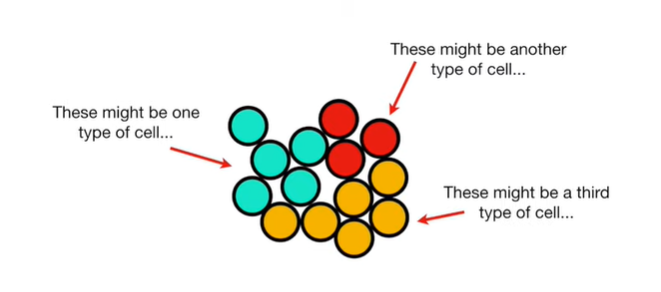 These might be another
type of cell...
These might be one
type of cell...
These might be a third
type of cell...